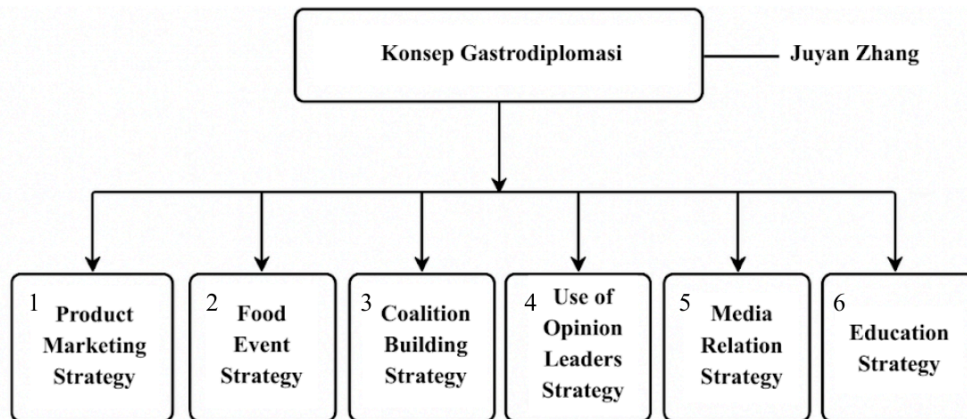 Konsep Gastrodiplomasi
Juyan Zhang
1
Product
Marketing
Strategy
2
Food
Event
Strategy
3
Coalition
Building
Strategy
4
Use of
Opinion
Leaders
Strategy
5
Media
Relation
Strategy
6
Education
Strategy